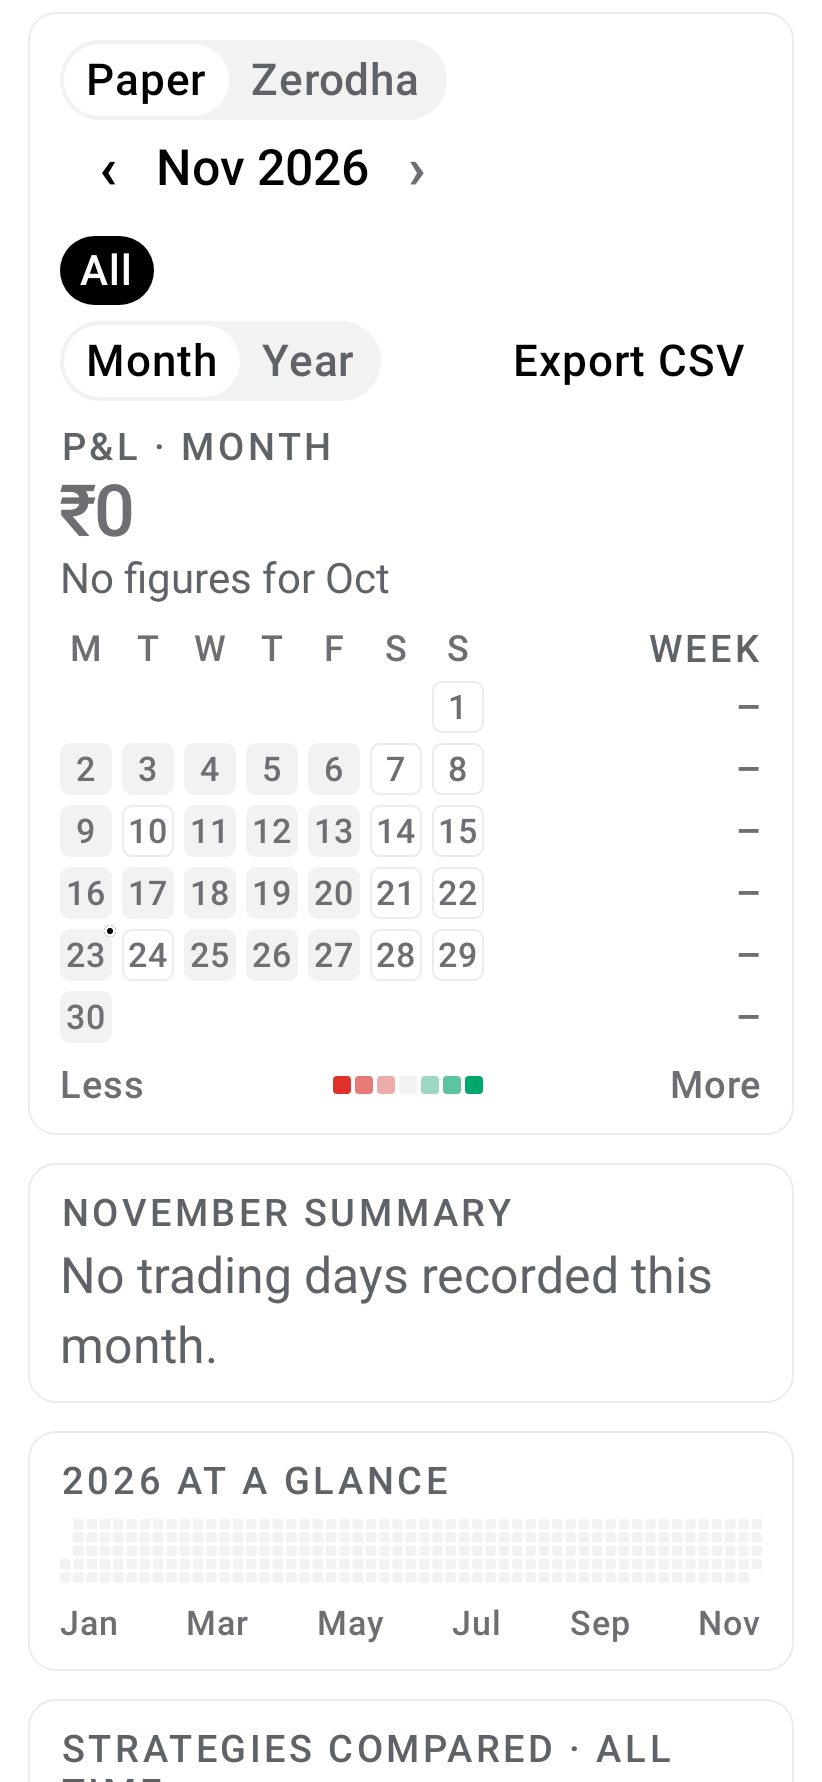 Paper Zerodha
‹ Nov 2026 ›
All
Month Year Export CSV
P&L · MONTH
₹0
No figures for Oct
M T W T F S S WEEK
1 –
2 3 4 5 6 7 8 –
9 10 11 12 13 14 15 –
16 17 18 19 20 21 22 –
23 24 25 26 27 28 29 –
30 –
Less More
NOVEMBER SUMMARY
No trading days recorded this
month.
2026 AT A GLANCE
Jan Mar May Jul Sep Nov
STRATEGIES COMPARED · ALL
TIME